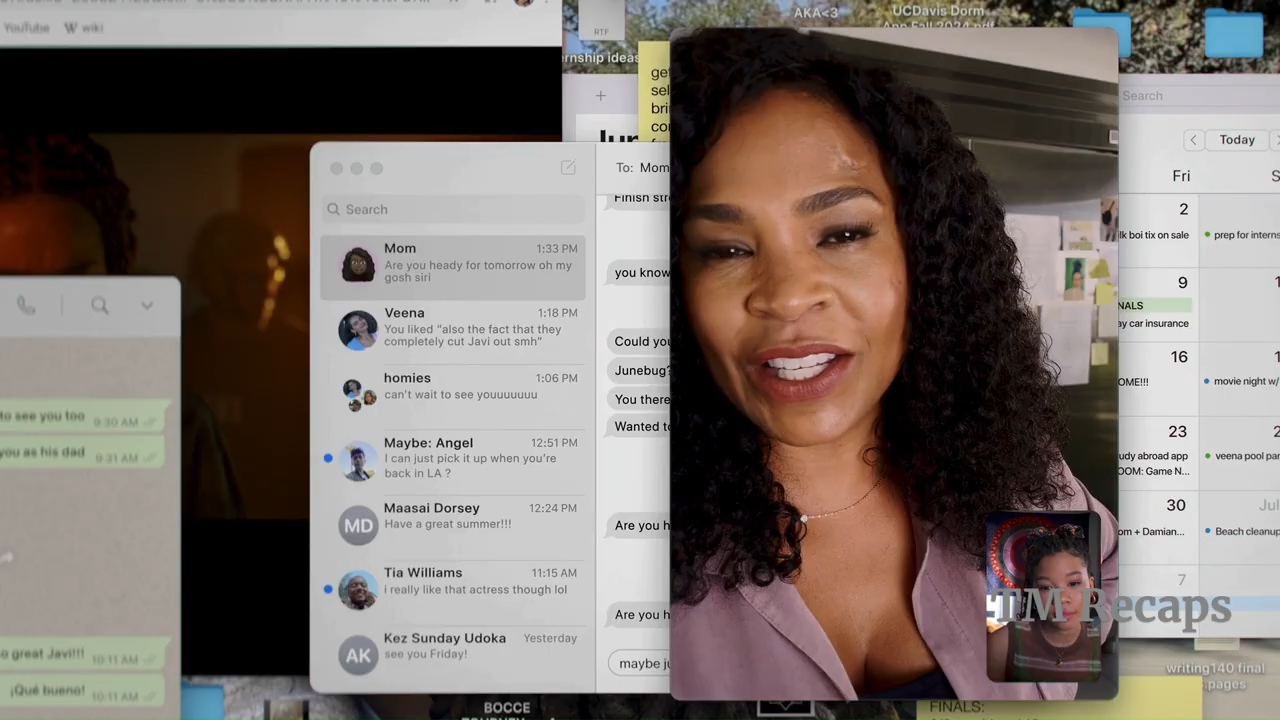 YouTube
W wiki
RTF
AKA<3
UCDavis Dorm
App Fall 2024.pdf
to see you too 9:30 AM
you as his dad 9:31 AM
so great Javi!!! 10:11 AM
¡Qué bueno! 10:11 AM
Search
Mom 1:33 PM
Are you heady for tomorrow oh my
gosh siri
Veena 1:18 PM
You liked “also the fact that they
completely cut Javi out smh”
homies 1:06 PM
can't wait to see youuuuuuu
Maybe: Angel 12:51 PM
I can just pick it up when you're
back in LA ?
MD
Maasai Dorsey 12:24 PM
Have a great summer!!!
Tia Williams 11:15 AM
i really like that actress though lol
AK
Kez Sunday Udoka Yesterday
see you Friday!
To: Mom
Finish str
you know
Could you
Junebug?
You there
Wanted to
Are you h
Are you h
maybe ju
Search
Today
Fri
S
2
lk boi tix on sale
prep for interns
9
NALS
ay car insurance
16
OME!!!
movie night w/
23
udy abroad app
OOM: Game N...
veena pool par
30
om + Damian...
Jul
Beach cleanup
7
TM Recaps
writing140 final
s.pages
BOCCE
FINALS: